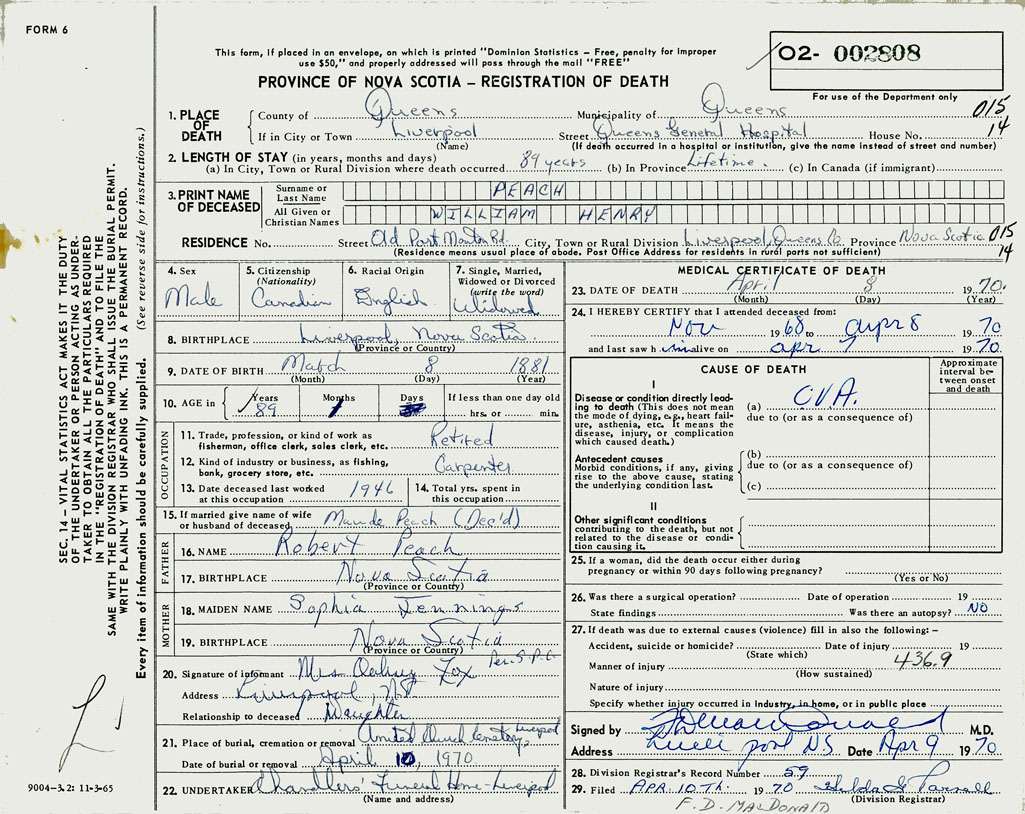 FORM 6
This form, if placed in an envelope, on which is printed "Dominion Statistics – Free, penalty for improper
use $50," and properly addressed will pass through the mail "FREE"
PROVINCE OF NOVA SCOTIA – REGISTRATION OF DEATH
02- 002808
For use of the Department only
015
14
1. PLACE OF DEATH
County of Queens Municipality of Queens
If in City or Town Liverpool Street Queens General Hospital House No.
(Name) (If death occurred in a hospital or institution, give the name instead of street and number)
2. LENGTH OF STAY (in years, months and days)
(a) In City, Town or Rural Division where death occurred 89 years (b) In Province Lifetime. (c) In Canada (if immigrant)
3. PRINT NAME OF DECEASED
Surname or Last Name PEACH
All Given or Christian Names WILLIAM HENRY
RESIDENCE No. Street Old Port Mouton Rd. City, Town or Rural Division Liverpool, Queens Co. Province Nova Scotia 015
(Residence means usual place of abode. Post Office Address for residents in rural parts not sufficient) 14
4. Sex
Male
5. Citizenship
(Nationality)
Canadian
6. Racial Origin
English
7. Single, Married,
Widowed or Divorced
(write the word)
Widowed
8. BIRTHPLACE Liverpool, Nova Scotia.
(Province or Country)
9. DATE OF BIRTH March 8 1881
(Month) (Day) (Year)
10. AGE in Years Months Days If less than one day old
89 1 hrs. or min.
OCCUPATION
11. Trade, profession, or kind of work as
fisherman, office clerk, sales clerk, etc. Retired
12. Kind of industry or business, as fishing,
bank, grocery store, etc. Carpenter
13. Date deceased last worked
at this occupation 1946
14. Total yrs. spent in
this occupation
15. If married give name of wife
or husband of deceased Maude Peach (Dec'd)
FATHER
16. NAME Robert Peach
17. BIRTHPLACE Nova Scotia
(Province or Country)
MOTHER
18. MAIDEN NAME Sophia Jennings
19. BIRTHPLACE Nova Scotia
(Province or Country)
Per. S.P.C.
20. Signature of informant Mrs Fox
Address Liverpool, NS
Relationship to deceased Daughter
21. Place of burial, cremation or removal United Church Cemetery Liverpool
Date of burial or removal April 10, 1970
22. UNDERTAKER Chandlers' Funeral Home - Liverpool
(Name and address)
MEDICAL CERTIFICATE OF DEATH
23. DATE OF DEATH April 8 1970.
(Month) (Day) (Year)
24. I HEREBY CERTIFY that I attended deceased from:
Nov 1968 to apr 8 1970
and last saw him alive on apr 7 1970
CAUSE OF DEATH
Approximate
interval be-
tween onset
and death
I
Disease or condition directly lead-
ing to death (This does not mean
the mode of dying, e.g., heart fail-
ure, asthenia, etc. It means the
disease, injury, or complication
which caused death.)
(a) CVA.
due to (or as a consequence of)
Antecedent causes
Morbid conditions, if any, giving
rise to the above cause, stating
the underlying condition last.
(b)
due to (or as a consequence of)
(c)
II
Other significant conditions
contributing to the death, but not
related to the disease or condi-
tion causing it.
25. If a woman, did the death occur either during
pregnancy or within 90 days following pregnancy?
(Yes or No)
26. Was there a surgical operation? Date of operation 19
State findings Was there an autopsy? NO
27. If death was due to external causes (violence) fill in also the following: –
Accident, suicide or homicide? Date of injury 19
(State which)
Manner of injury 436.9
(How sustained)
Nature of injury
Specify whether injury occurred in industry, in home, or in public place
Signed by M.D.
Address Liverpool NS Date Apr 9 1970
28. Division Registrar's Record Number 59
29. Filed APR. 10TH. 1970 Hilda G Parnell
(Division Registrar)
F. D. MACDONALD
SEC. 14 – VITAL STATISTICS ACT MAKES IT THE DUTY
OF THE UNDERTAKER OR PERSON ACTING AS UNDER-
TAKER TO OBTAIN ALL THE PARTICULARS REQUIRED
IN THE "REGISTRATION OF DEATH" AND TO FILE THE
SAME WITH THE DIVISION REGISTRAR WHO SHALL ISSUE THE BURIAL PERMIT.
WRITE PLAINLY WITH UNFADING INK. THIS IS A PERMANENT RECORD.
Every item of information should be carefully supplied. (See reverse side for instructions.)
9004-3.2: 11-3-65